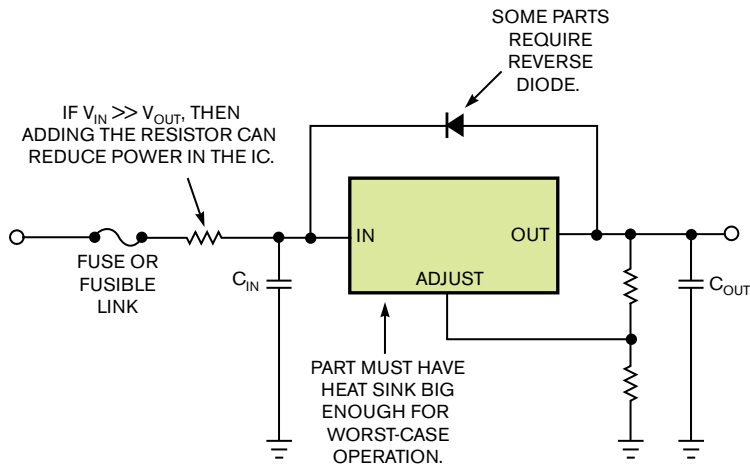 SOME PARTS
REQUIRE
REVERSE
DIODE.
IF V_IN >> V_OUT, THEN
ADDING THE RESISTOR CAN
REDUCE POWER IN THE IC.
IN
OUT
ADJUST
FUSE OR
FUSIBLE
LINK
C_IN
C_OUT
PART MUST HAVE
HEAT SINK BIG
ENOUGH FOR
WORST-CASE
OPERATION.